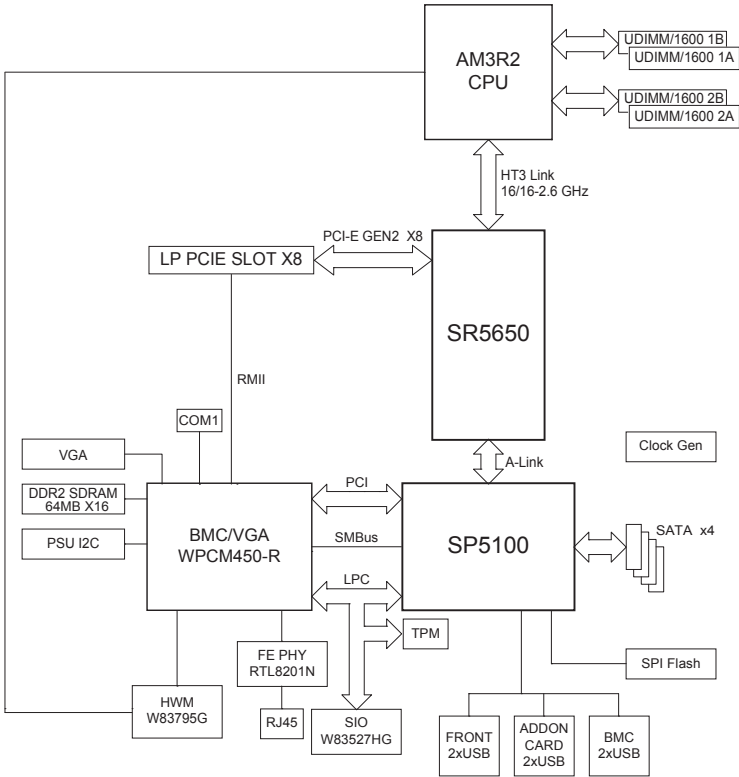 AM3R2
CPU
UDIMM/1600 1B
UDIMM/1600 1A
UDIMM/1600 2B
UDIMM/1600 2A
HT3 Link
16/16-2.6 GHz
PCI-E GEN2 X8
LP PCIE SLOT X8
SR5650
RMII
COM1
VGA
DDR2 SDRAM
64MB X16
PSU I2C
BMC/VGA
WPCM450-R
A-Link
Clock Gen
PCI
SMBus
LPC
SP5100
SATA x4
TPM
FE PHY
RTL8201N
SPI Flash
HWM
W83795G
RJ45
SIO
W83527HG
FRONT
2xUSB
ADDON
CARD
2xUSB
BMC
2xUSB